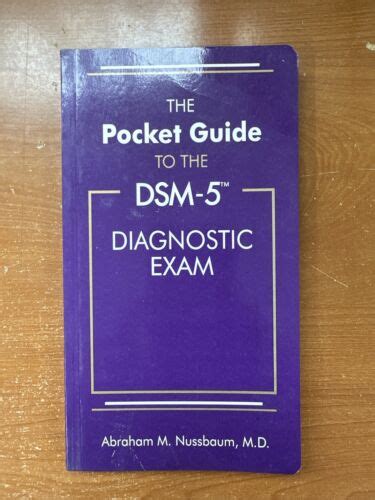 THE
Pocket Guide
TO THE
DSM-5™
DIAGNOSTIC
EXAM
Abraham M. Nussbaum, M.D.